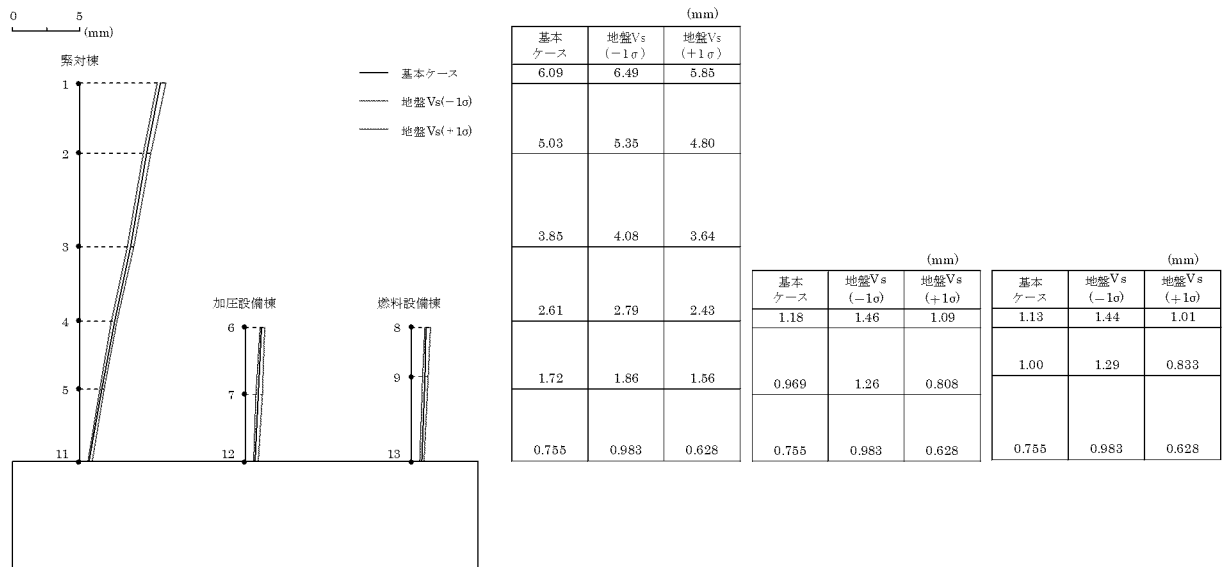 0 5
(mm)
緊対棟
1
2
3
4
5
11
基本ケース
地盤Vs(-1σ)
地盤Vs(+1σ)
加圧設備棟
6
7
12
燃料設備棟
8
9
13
(mm)
基本 地盤Vs 地盤Vs
ケース (-1σ) (+1σ)
6.09 6.49 5.85
5.03 5.35 4.80
3.85 4.08 3.64
2.61 2.79 2.43
1.72 1.86 1.56
0.755 0.983 0.628
(mm)
基本 地盤Vs 地盤Vs
ケース (-1σ) (+1σ)
1.18 1.46 1.09
0.969 1.26 0.808
0.755 0.983 0.628
(mm)
基本 地盤Vs 地盤Vs
ケース (-1σ) (+1σ)
1.13 1.44 1.01
1.00 1.29 0.833
0.755 0.983 0.628